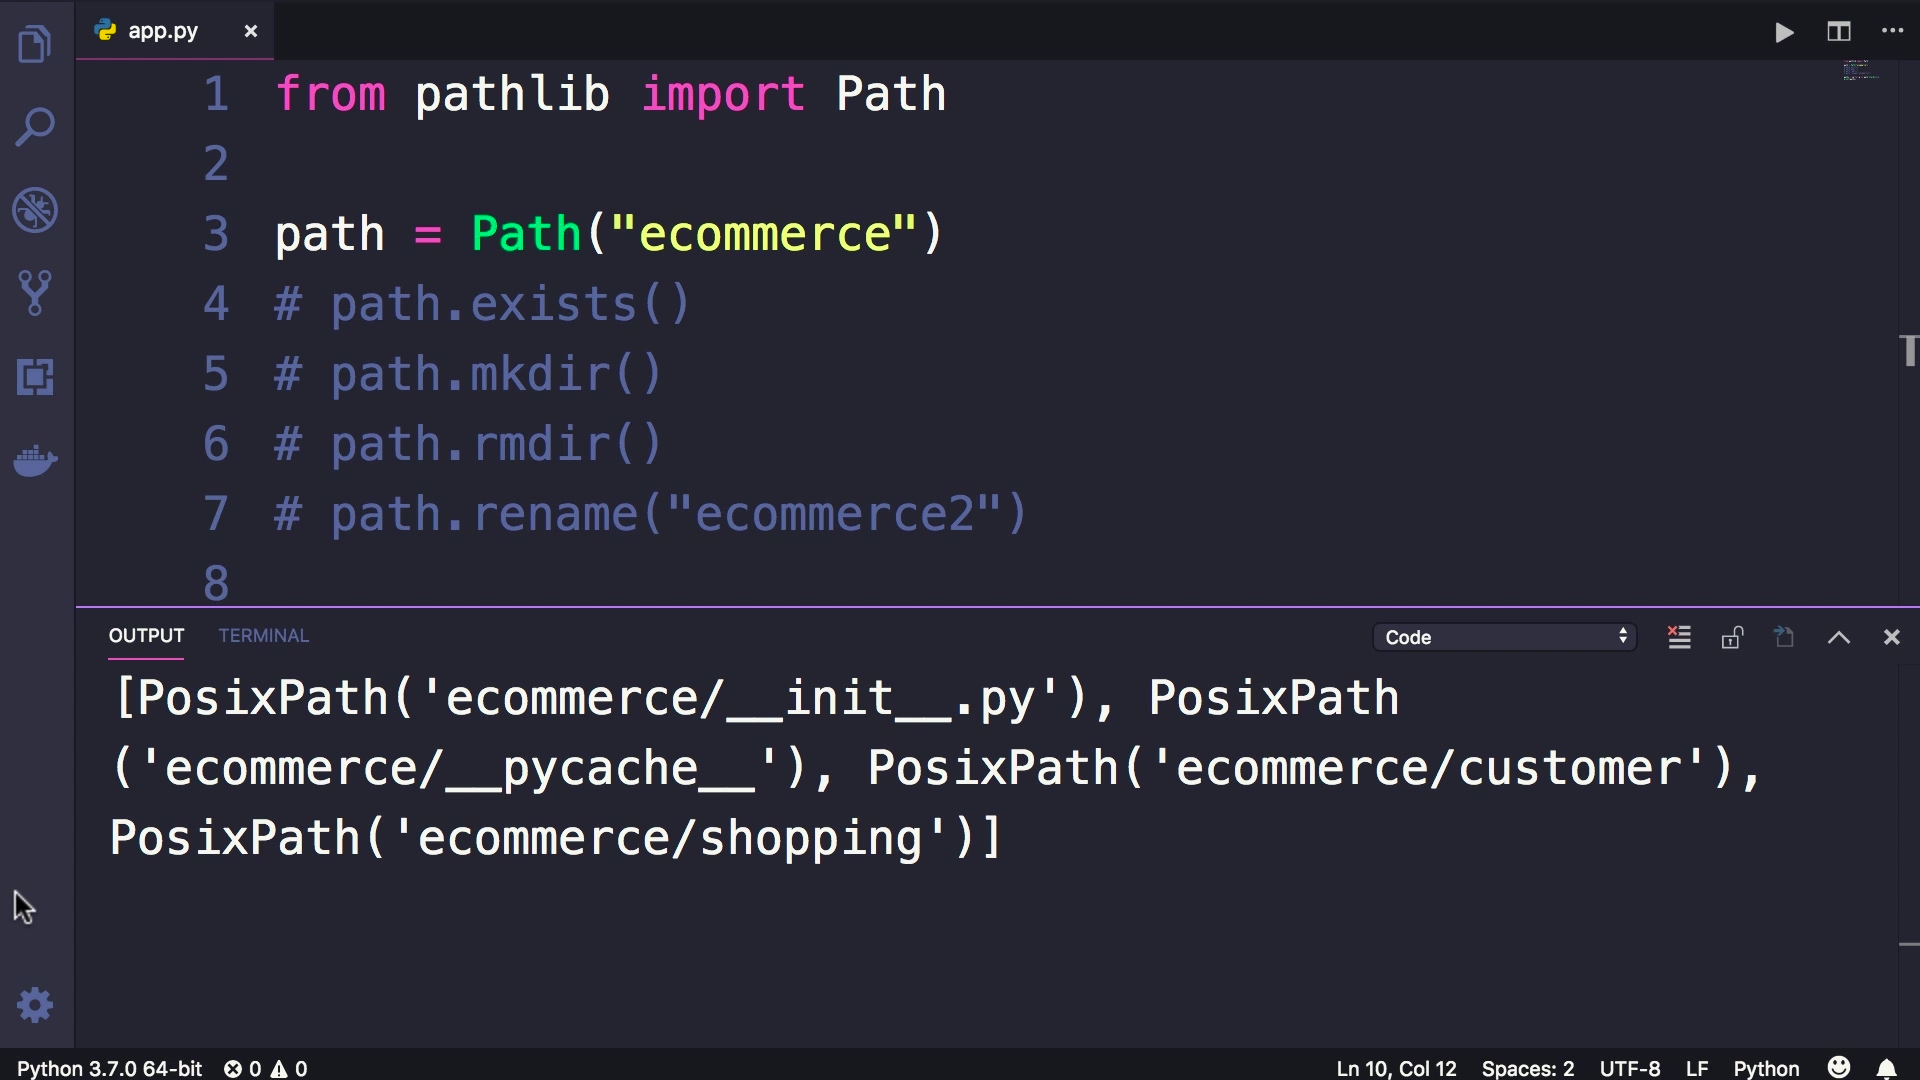 app.py
1 from pathlib import Path
2
3 path = Path("ecommerce")
4 # path.exists()
5 # path.mkdir()
6 # path.rmdir()
7 # path.rename("ecommerce2")
8
OUTPUT TERMINAL Code
[PosixPath('ecommerce/__init__.py'), PosixPath
('ecommerce/__pycache__'), PosixPath('ecommerce/customer'),
PosixPath('ecommerce/shopping')]
Python 3.7.0 64-bit 0 0 Ln 10, Col 12 Spaces: 2 UTF-8 LF Python